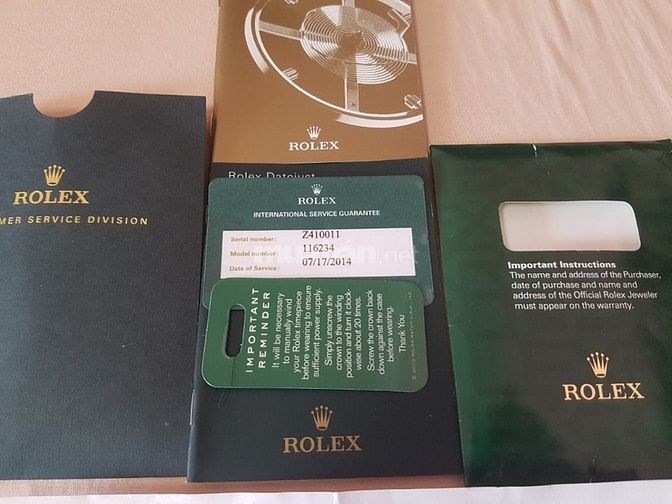 ROLEX
ROLEX
MER SERVICE DIVISION
Rolex Datejust
ROLEX
INTERNATIONAL SERVICE GUARANTEE
Serial number: Z410011
Model number: 116234
Date of Service: 07/17/2014
muaban.net
IMPORTANT
REMINDER
It will be necessary
to manually wind
your Rolex timepiece
before wearing to ensure
sufficient power supply.
Simply unscrew the
crown to the winding
position and turn it clock-
wise about 20 times.
Screw the crown back
down against the case
before wearing.
Thank You
ROLEX
Important Instructions
The name and address of the Purchaser,
date of purchase and name and
address of the Official Rolex Jeweler
must appear on the warranty.
ROLEX